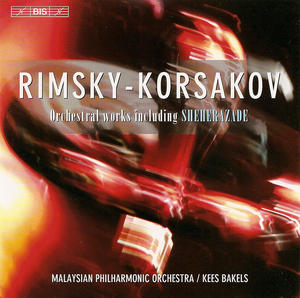 BIS
RIMSKY-KORSAKOV
Orchestral works including SHEHERAZADE
MALAYSIAN PHILHARMONIC ORCHESTRA / KEES BAKELS